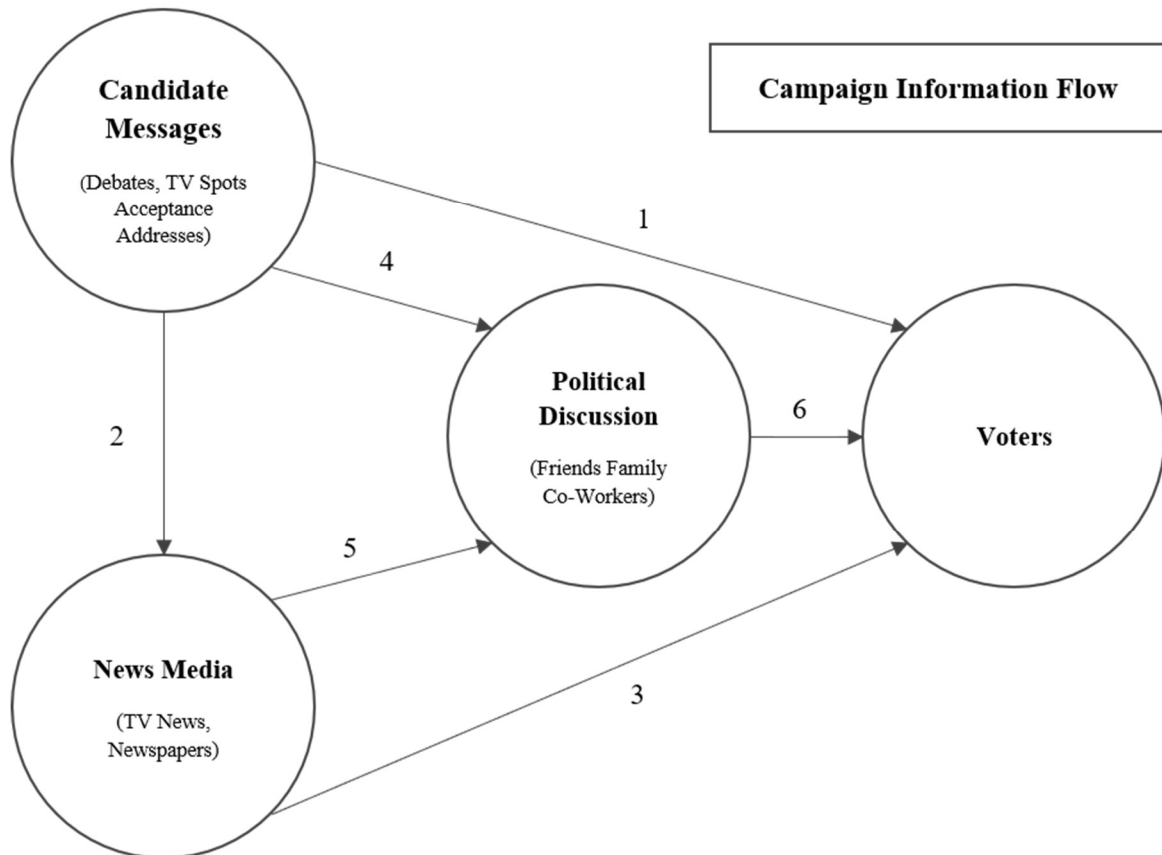 Candidate
Messages
(Debates, TV Spots
Acceptance
Addresses)
Campaign Information Flow
1
4
2
Political
Discussion
(Friends Family
Co-Workers)
6
Voters
5
News Media
(TV News,
Newspapers)
3